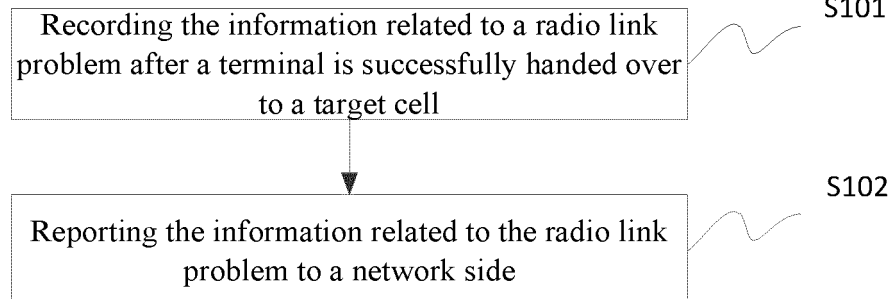 S101
Recording the information related to a radio link
problem after a terminal is successfully handed over
to a target cell
S102
Reporting the information related to the radio link
problem to a network side